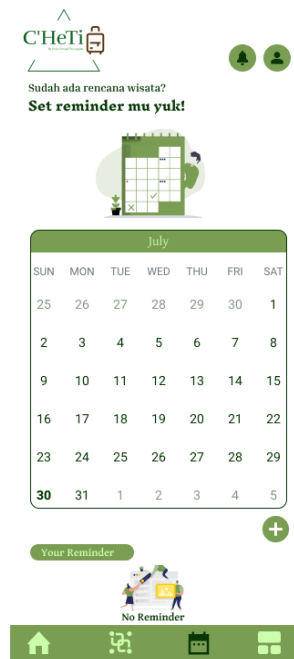 C'HeTi
Sudah ada rencana wisata?
Set reminder mu yuk!
July
SUN MON TUE WED THU FRI SAT
25 26 27 28 29 30 1
2 3 4 5 6 7 8
9 10 11 12 13 14 15
16 17 18 19 20 21 22
23 24 25 26 27 28 29
30 31 1 2 3 4 5
Your Reminder
No Reminder